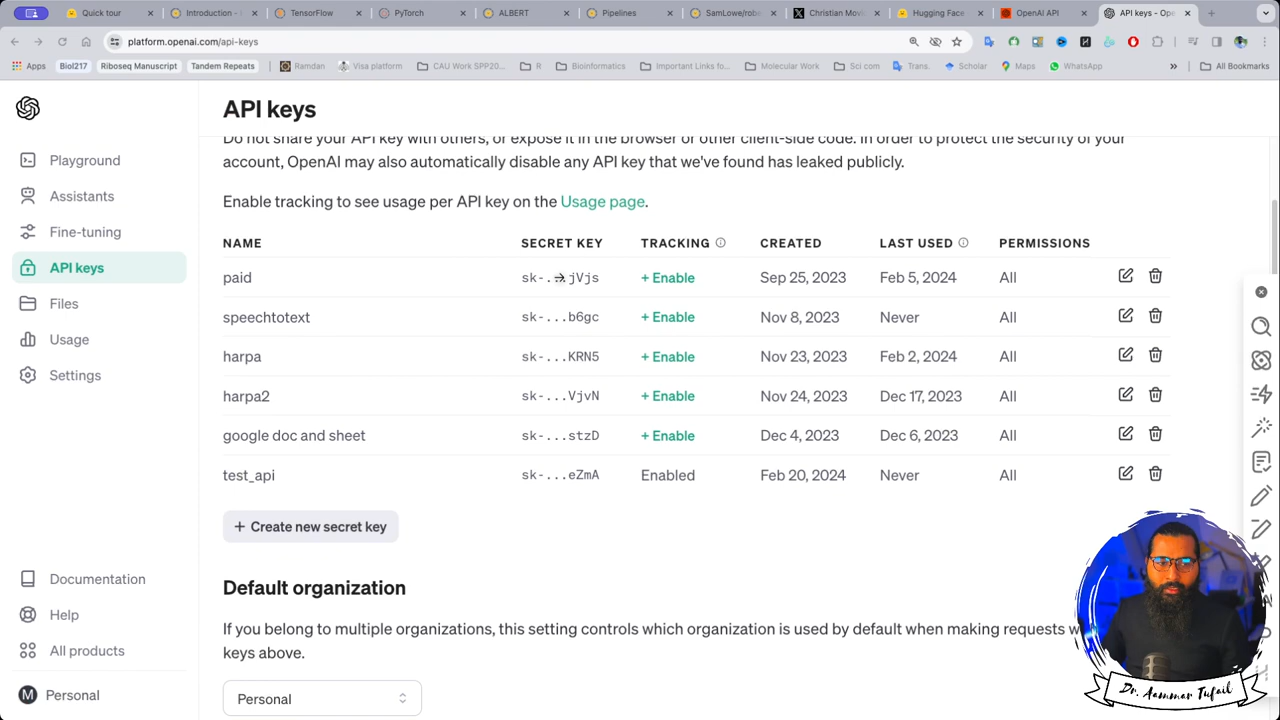 Quick tour
Introduction -
TensorFlow
PyTorch
ALBERT
Pipelines
SamLowe/rob
Christian Movi
Hugging Face
OpenAI API
API keys - Ope
platform.openai.com/api-keys
Apps
Biol217
Riboseq Manuscript
Tandem Repeats
Ramdan
Visa platform
CAU Work SPP20...
R
Bioinformatics
Important Links fo...
Molecular Work
Sci com
Trans.
Scholar
Maps
WhatsApp
»
All Bookmarks
API keys
Do not share your API key with others, or expose it in the browser or other client-side code. In order to protect the security of your
account, OpenAI may also automatically disable any API key that we've found has leaked publicly.
Enable tracking to see usage per API key on the Usage page.
Playground
Assistants
Fine-tuning
API keys
Files
Usage
Settings
NAME SECRET KEY TRACKING CREATED LAST USED PERMISSIONS
paid sk-...jVjs + Enable Sep 25, 2023 Feb 5, 2024 All
speechtotext sk-...b6gc + Enable Nov 8, 2023 Never All
harpa sk-...KRN5 + Enable Nov 23, 2023 Feb 2, 2024 All
harpa2 sk-...VjvN + Enable Nov 24, 2023 Dec 17, 2023 All
google doc and sheet sk-...stzD + Enable Dec 4, 2023 Dec 6, 2023 All
test_api sk-...eZmA Enabled Feb 20, 2024 Never All
+ Create new secret key
Default organization
If you belong to multiple organizations, this setting controls which organization is used by default when making requests w
keys above.
Personal
Documentation
Help
All products
M Personal
Dr. Aammar Tufail